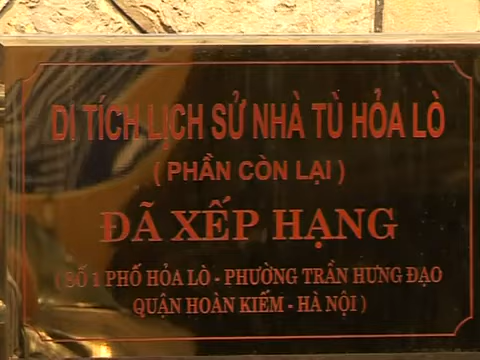 DI TÍCH LỊCH SỬ NHÀ TÙ HỎA LÒ
( PHẦN CÒN LẠI )
ĐÃ XẾP HẠNG
( SỐ 1 PHỐ HỎA LÒ - PHƯỜNG TRẦN HƯNG ĐẠO
QUẬN HOÀN KIẾM - HÀ NỘI )